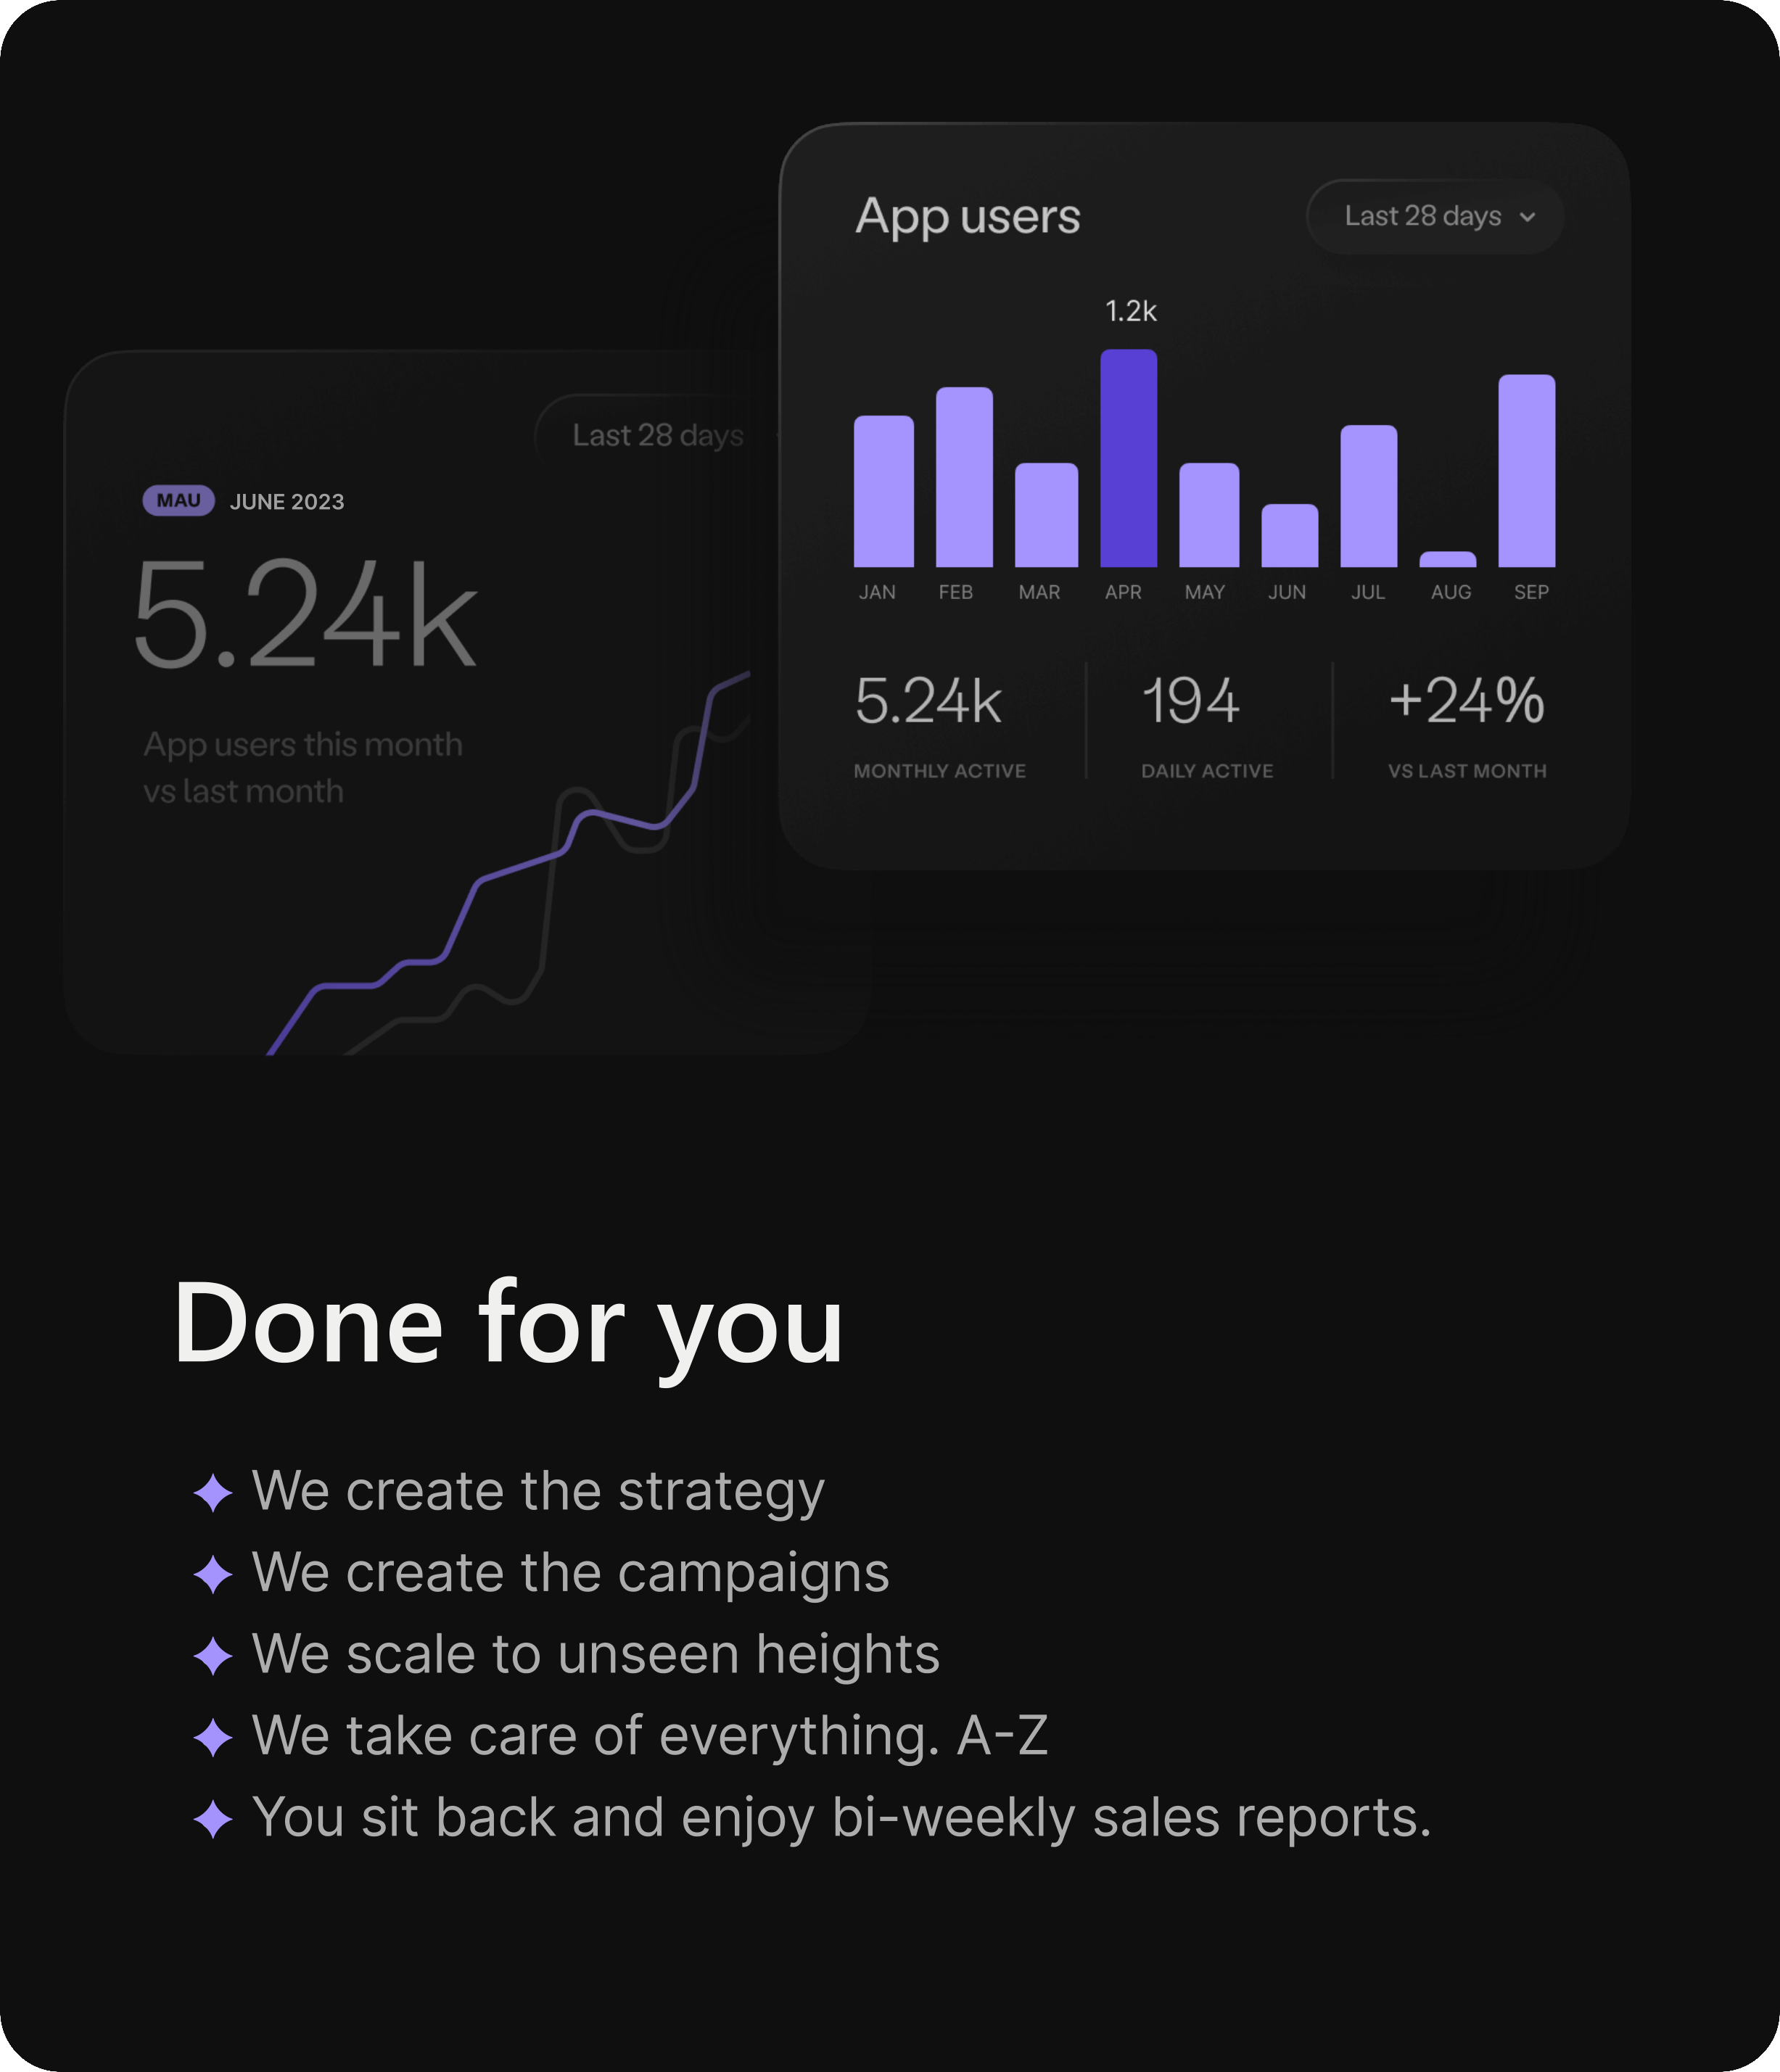 App users
Last 28 days
1.2k
JAN FEB MAR APR MAY JUN JUL AUG SEP
5.24k 194 +24%
MONTHLY ACTIVE DAILY ACTIVE VS LAST MONTH
Last 28 days
MAU JUNE 2023
5.24k
App users this month
vs last month
Done for you
We create the strategy
We create the campaigns
We scale to unseen heights
We take care of everything. A-Z
You sit back and enjoy bi-weekly sales reports.